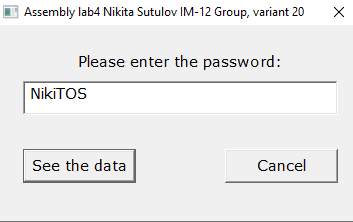 Assembly lab4 Nikita Sutulov IM-12 Group, variant 20
Please enter the password:
NikiTOS
See the data
Cancel